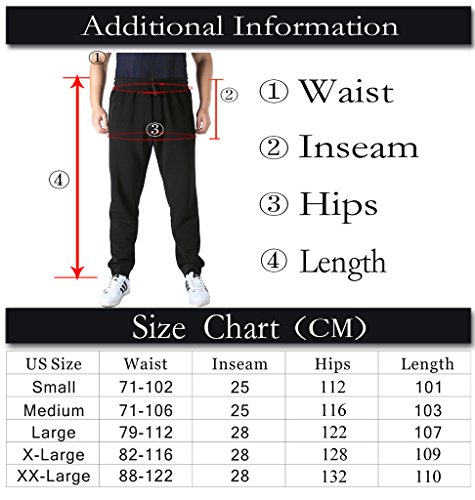 Additional Information
① Waist
② Inseam
③ Hips
④ Length
①
②
③
④
Size Chart (CM)
US Size Waist Inseam Hips Length
Small 71-102 25 112 101
Medium 71-106 25 116 103
Large 79-112 28 122 107
X-Large 82-116 28 128 109
XX-Large 88-122 28 132 110